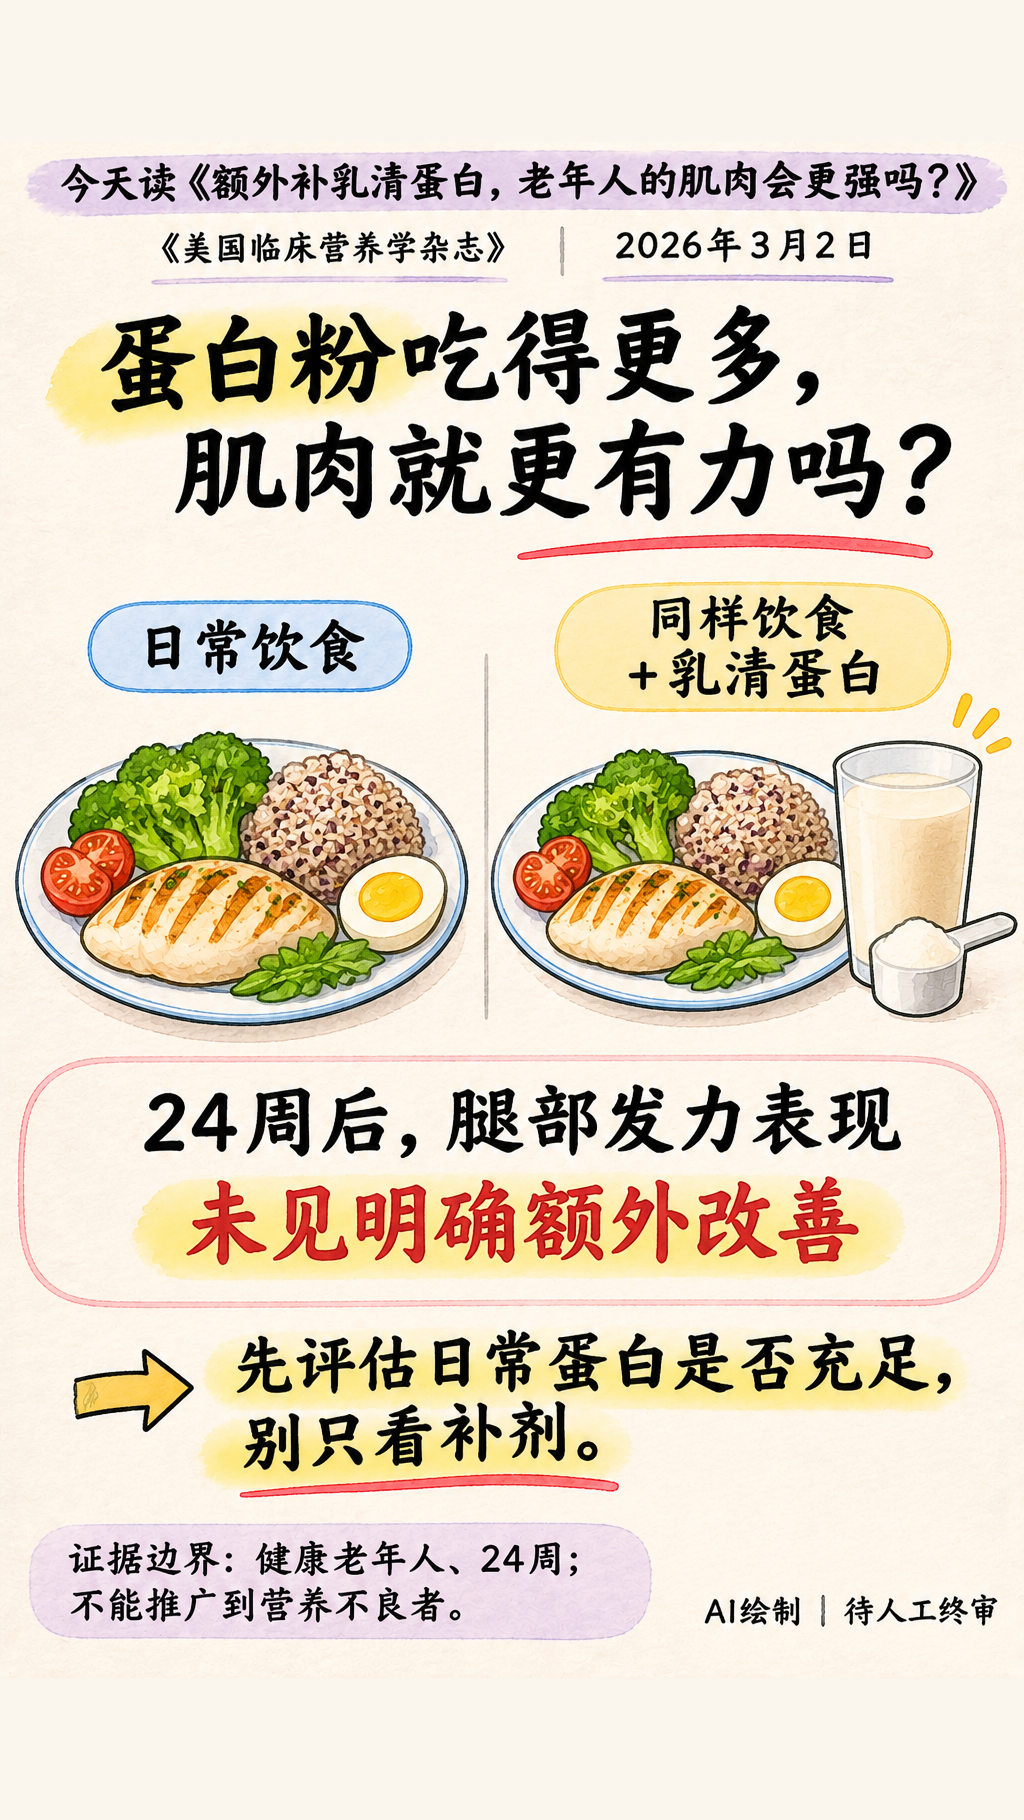 今天读《额外补乳清蛋白，老年人的肌肉会更强吗？》
《美国临床营养学杂志》 | 2026年3月2日
蛋白粉吃得更多，
肌肉就更有力吗？
日常饮食
同样饮食
+乳清蛋白
24周后，腿部发力表现
未见明确额外改善
先评估日常蛋白是否充足，
别只看补剂。
证据边界：健康老年人、24周；
不能推广到营养不良者。
AI绘制 | 待人工终审